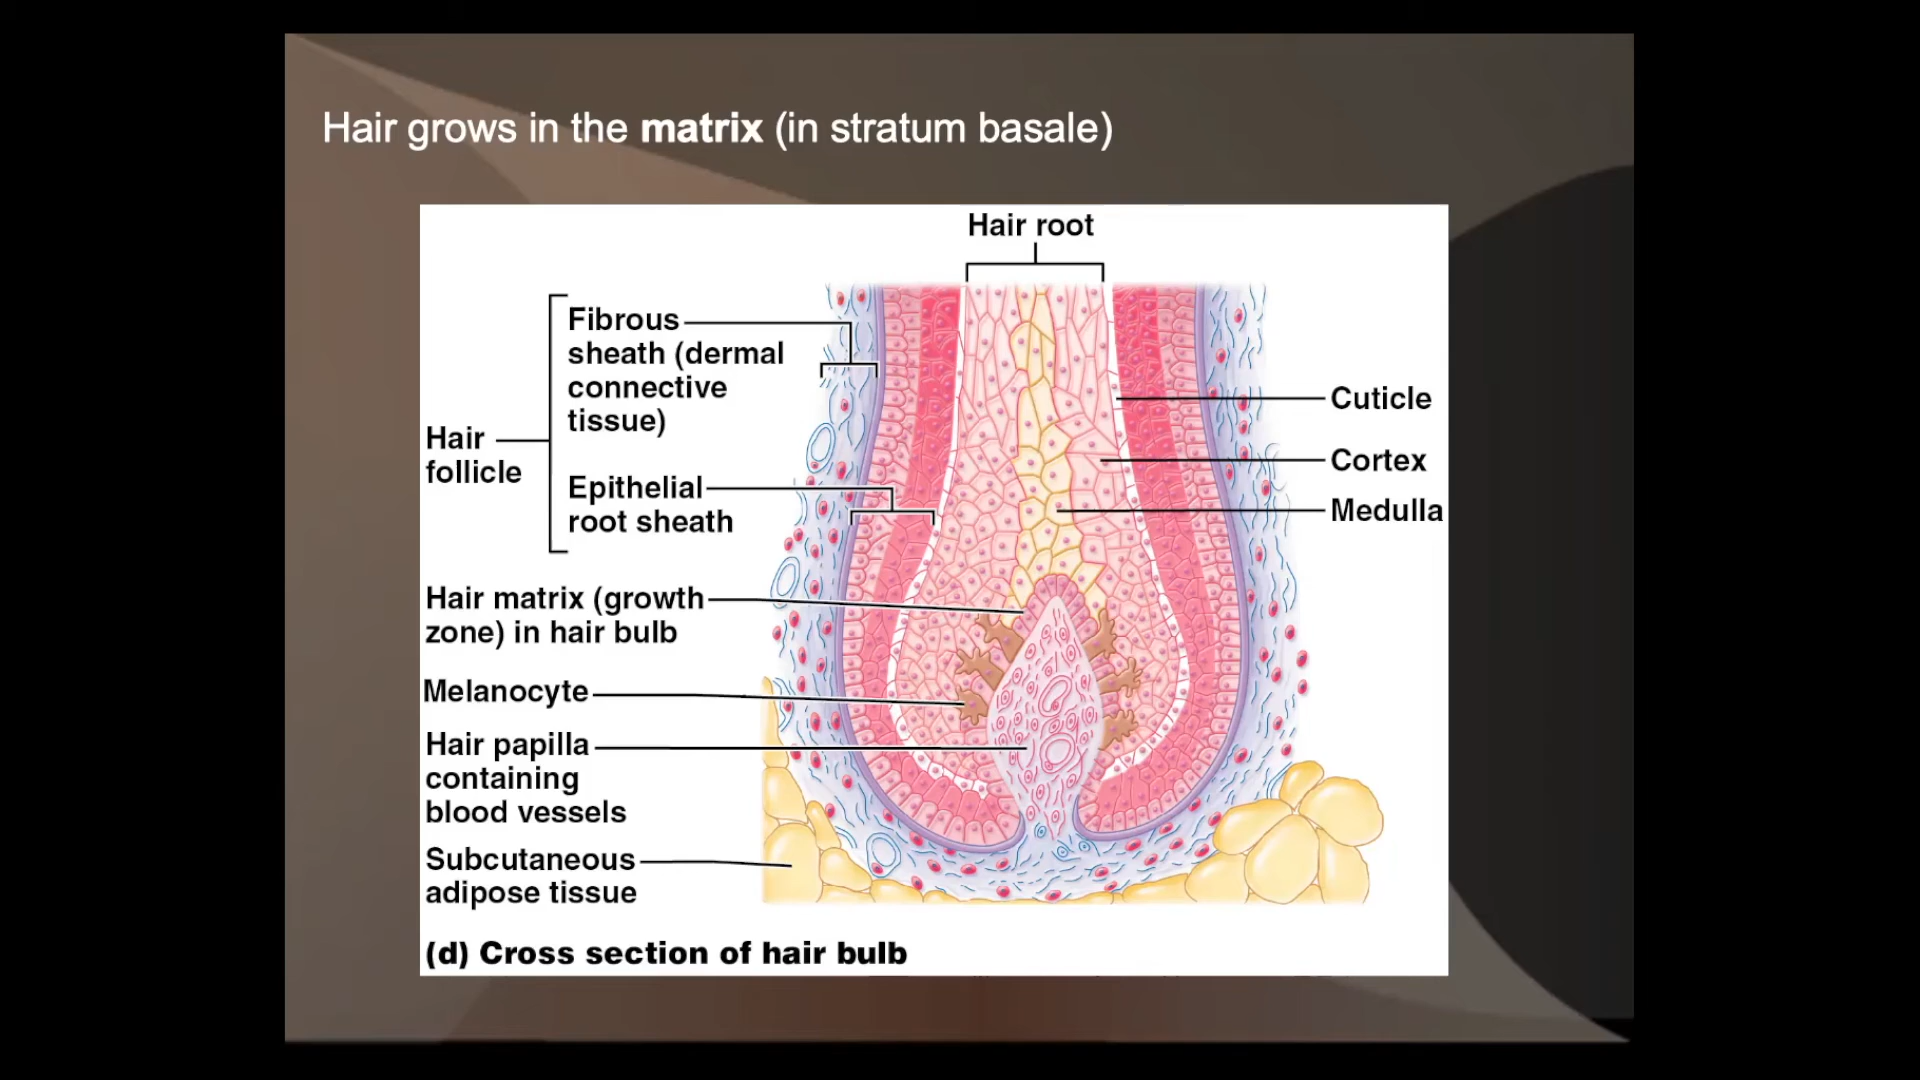 Hair grows in the matrix (in stratum basale)
Hair root
Fibrous
sheath (dermal
connective
tissue)
Hair
follicle
Epithelial
root sheath
Cuticle
Cortex
Medulla
Hair matrix (growth
zone) in hair bulb
Melanocyte
Hair papilla
containing
blood vessels
Subcutaneous
adipose tissue
(d) Cross section of hair bulb